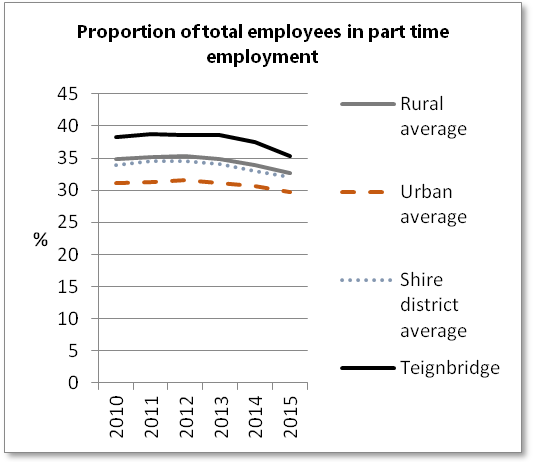 Proportion of total employees in part time
employment
45
40
35
30
25
20
15
10
5
0
%
2010
2011
2012
2013
2014
2015
Rural
average
Urban
average
Shire
district
average
Teignbridge